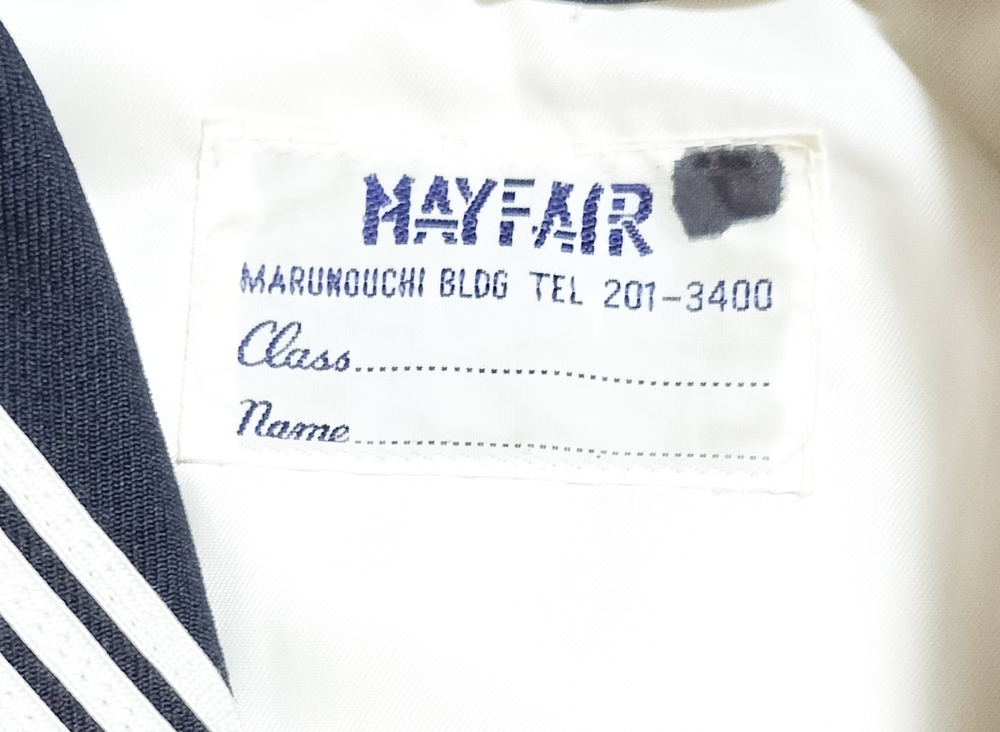 MAYFAIR
MARUNOUCHI BLDG TEL 201-3400
Class
Name